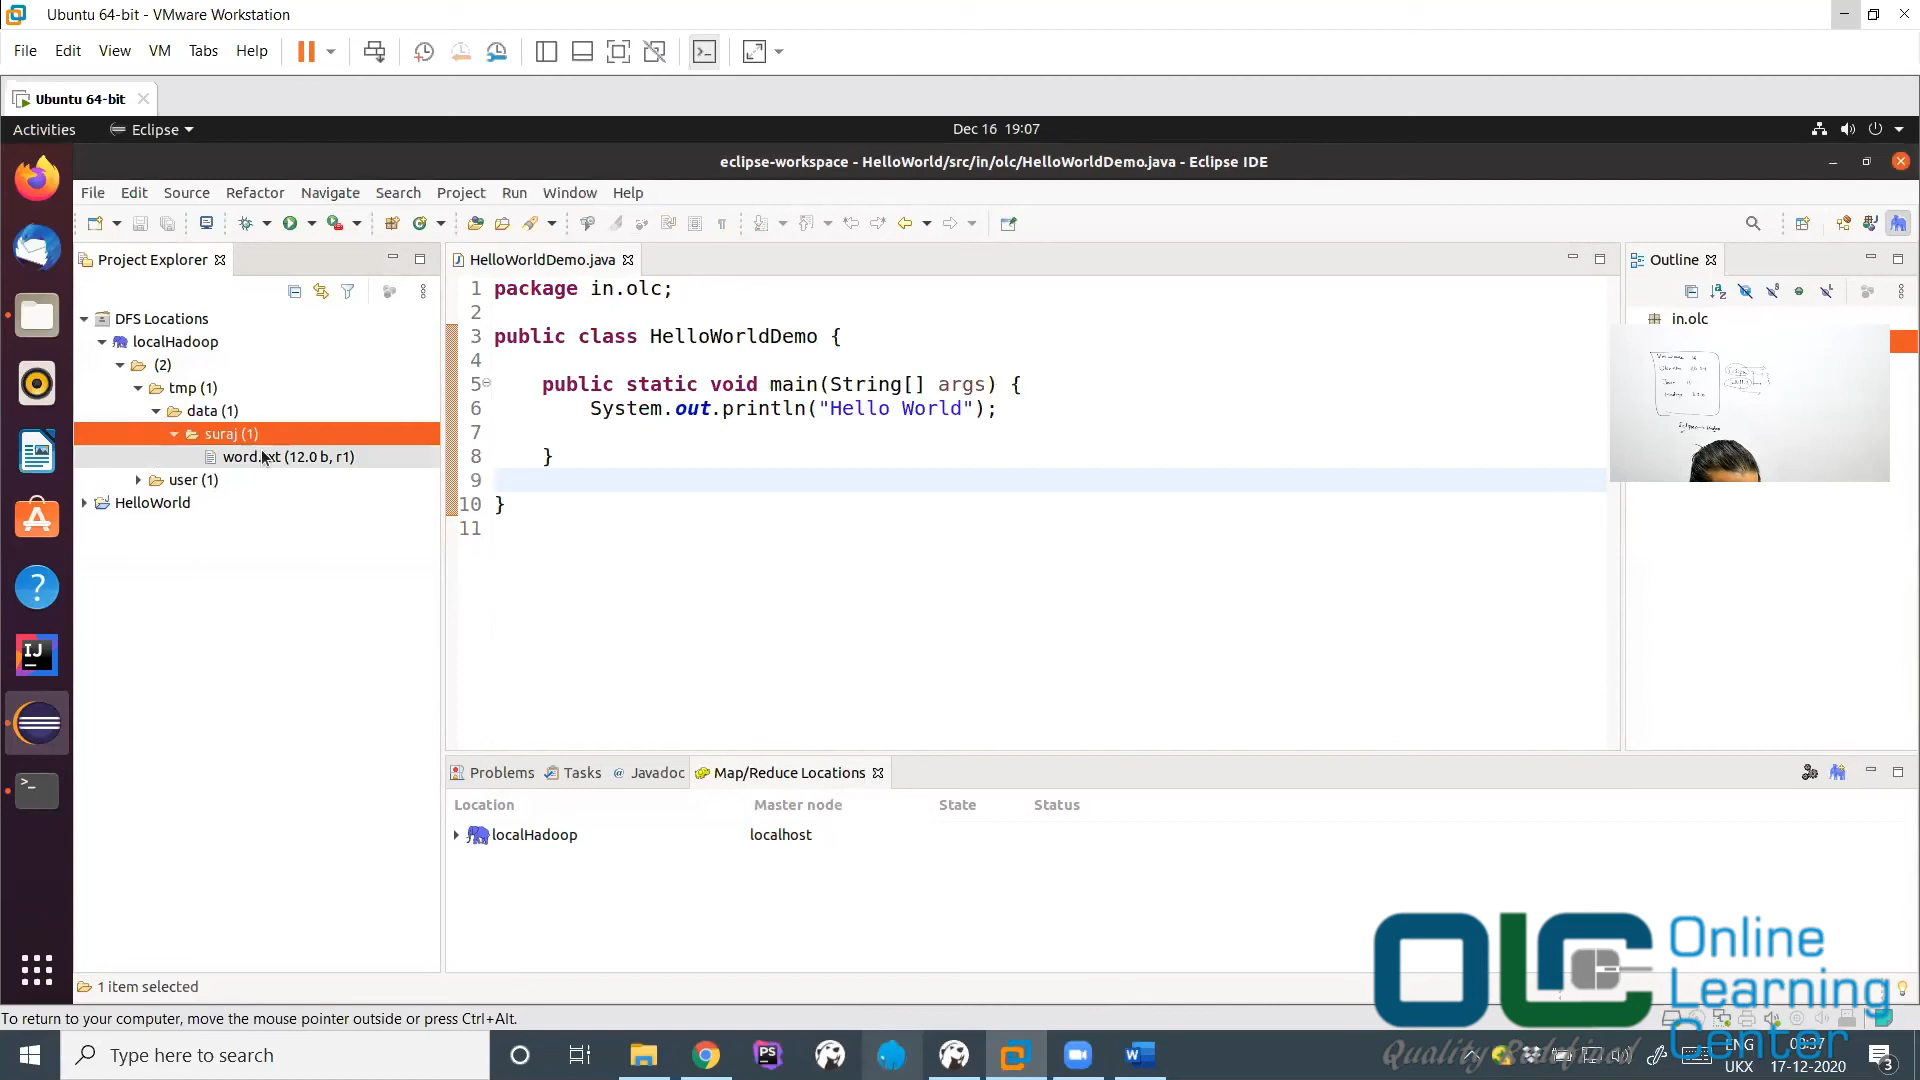 Ubuntu 64-bit - VMware Workstation
File Edit View VM Tabs Help
Ubuntu 64-bit
Activities Eclipse Dec 16 19:07
eclipse-workspace - HelloWorld/src/in/olc/HelloWorldDemo.java - Eclipse IDE
File Edit Source Refactor Navigate Search Project Run Window Help
Project Explorer
DFS Locations
localHadoop
(2)
tmp (1)
data (1)
suraj (1)
(12.0 b, r1)
user (1)
HelloWorld
HelloWorldDemo.java
1 package in.olc;
2
3 public class HelloWorldDemo {
4
5 public static void main(String[] args) {
6 System.out.println("Hello World");
7
8 }
9
10 }
11
Outline
in.olc
Problems Tasks Javadoc Map/Reduce Locations
Location Master node State Status
localHadoop localhost
1 item selected
To return to your computer, move the mouse pointer outside or press Ctrl+Alt.
OLC Online
Learning
Center
Type here to search
ENG
UKX 17-12-2020
3